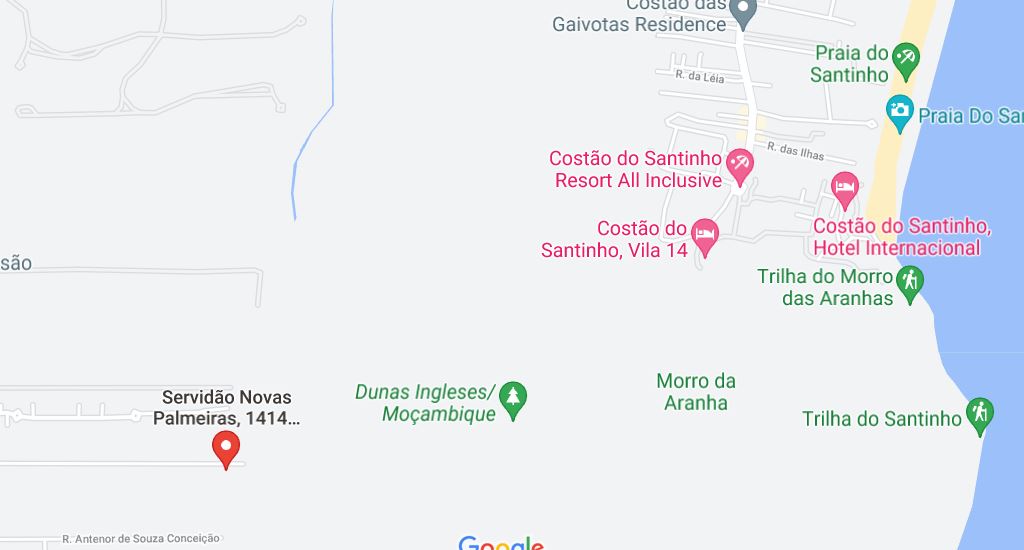 Costão das
Gaivotas Residence
Praia do
Santinho
R. da Léia
Praia Do Sa
R. das Ilhas
Costão do Santinho
Resort All Inclusive
Costão do Santinho,
Hotel Internacional
Costão do
Santinho, Vila 14
são
Trilha do Morro
das Aranhas
Servidão Novas
Palmeiras, 1414...
Dunas Ingleses/
Moçambique
Morro da
Aranha
Trilha do Santinho
R. Antenor de Souza Conceição
Google